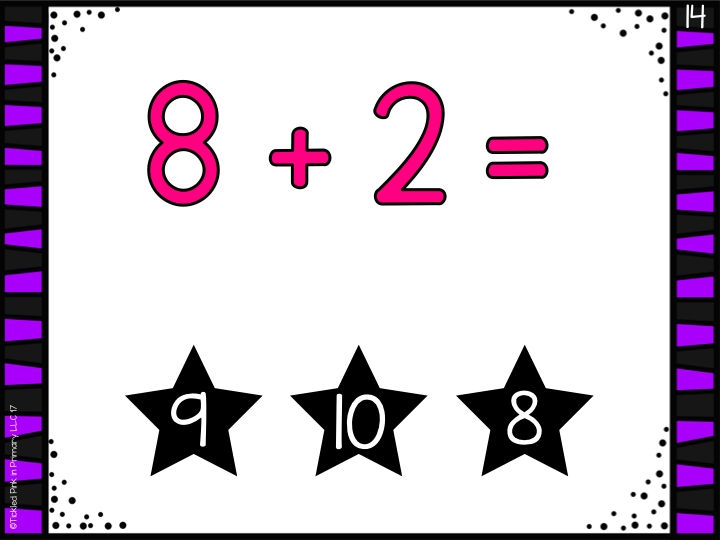 14
8 + 2 =
9 10 8
©Tickled Pink in Primary LLC 17